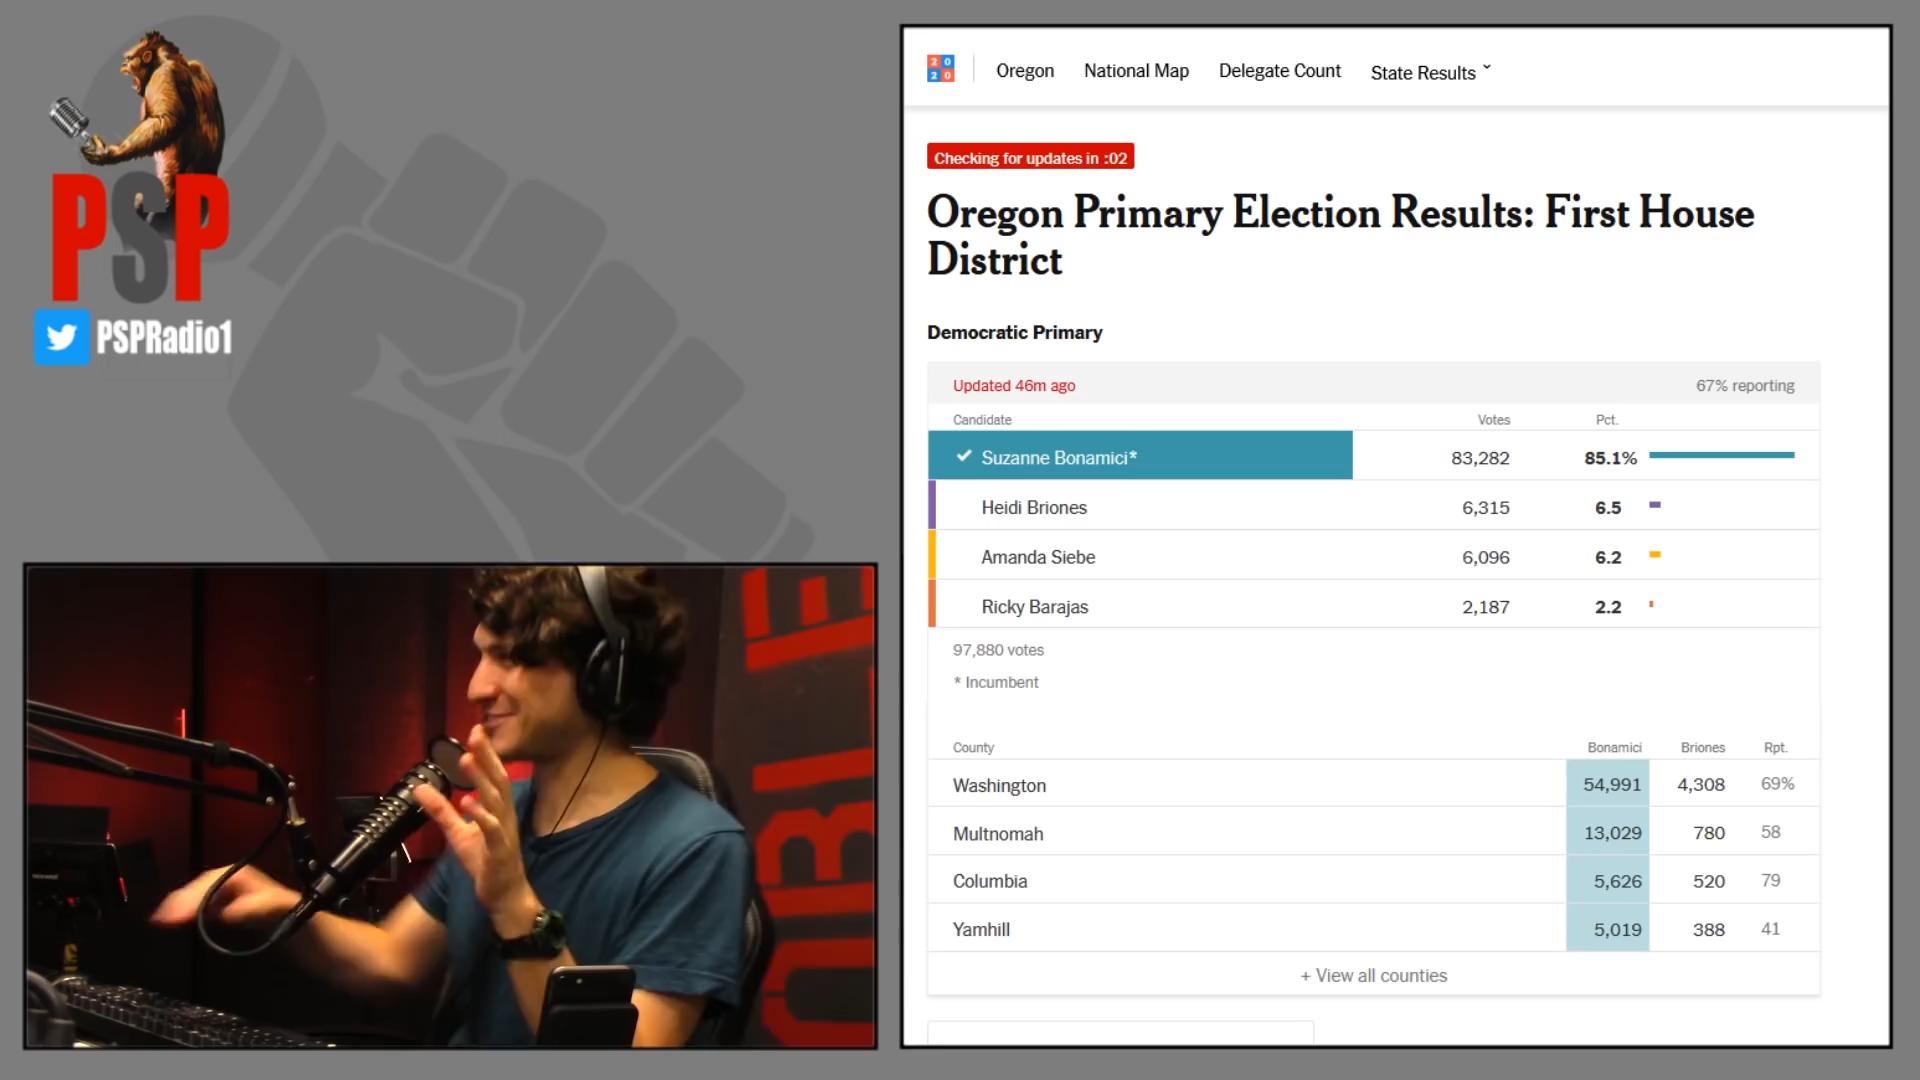 PSP
PSPRadio1
2 0
2 0
Oregon
National Map
Delegate Count
State Results
Checking for updates in :02
Oregon Primary Election Results: First House
District
Democratic Primary
Updated 46m ago
67% reporting
Candidate Votes Pct.
Suzanne Bonamici* 83,282 85.1%
Heidi Briones 6,315 6.5
Amanda Siebe 6,096 6.2
Ricky Barajas 2,187 2.2
97,880 votes
* Incumbent
County Bonamici Briones Rpt.
Washington 54,991 4,308 69%
Multnomah 13,029 780 58
Columbia 5,626 520 79
Yamhill 5,019 388 41
+ View all counties